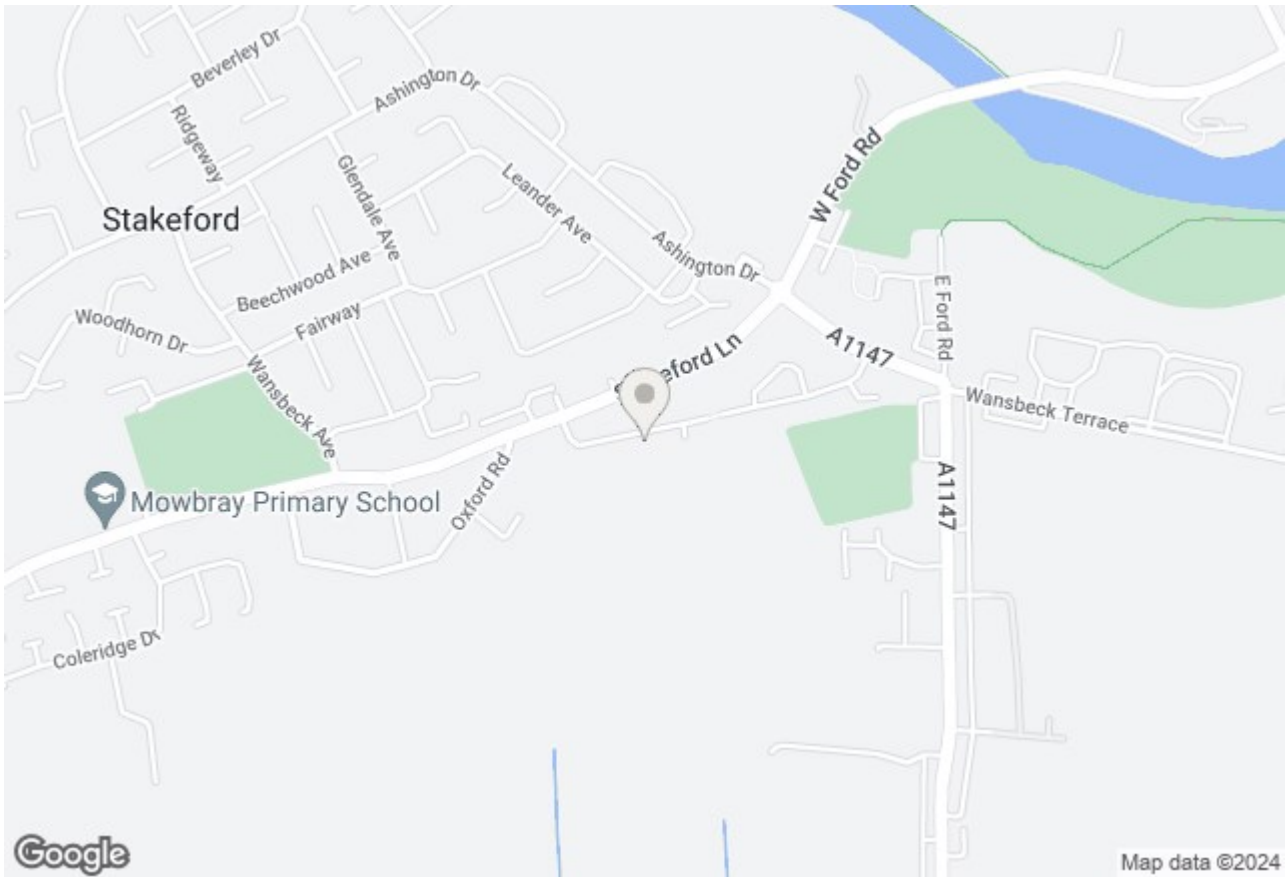 Beverley Dr
Ashington Dr
Ridgeway
W Ford Rd
Glendale Ave
Leander Ave
Stakeford
Ashington Dr
Beechwood Ave
E Ford Rd
Woodhorn Dr
Fairway
A1147
Wansbeck Ave
Wansbeck Terrace
Oxford Rd
A1147
Mowbray Primary School
Coleridge Dr
Google
Map data ©2024